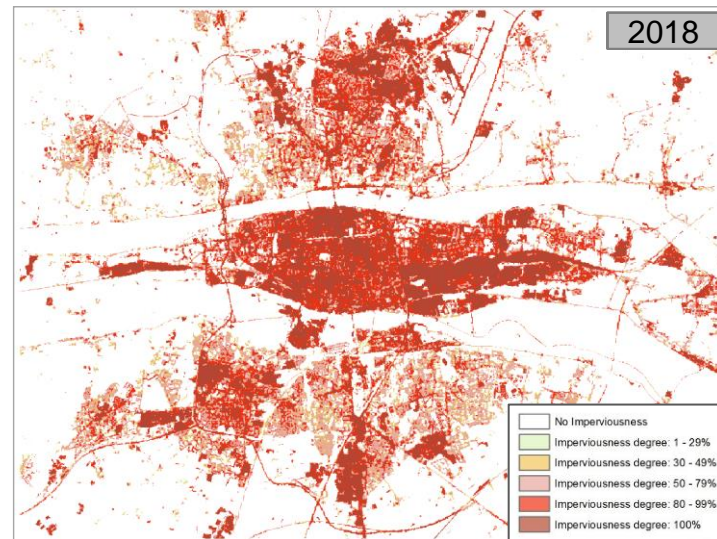 2018
No Imperviousness
Imperviousness degree: 1 - 29%
Imperviousness degree: 30 - 49%
Imperviousness degree: 50 - 79%
Imperviousness degree: 80 - 99%
Imperviousness degree: 100%